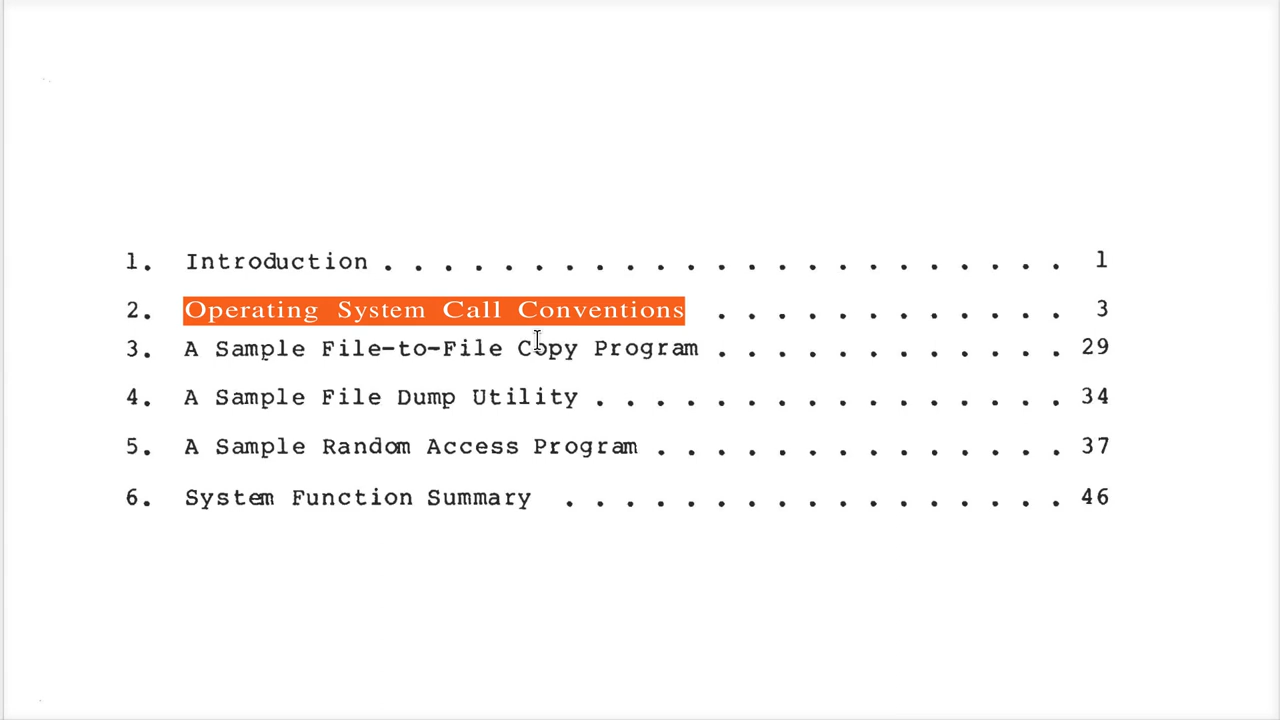 1. Introduction . . . . . . . . . . . . . . . . . . . . . . . 1
2. Operating System Call Conventions . . . . . . . . . . . . 3
3. A Sample File-to-File Copy Program . . . . . . . . . . . . 29
4. A Sample File Dump Utility . . . . . . . . . . . . . . . . 34
5. A Sample Random Access Program . . . . . . . . . . . . . . 37
6. System Function Summary . . . . . . . . . . . . . . . . . 46